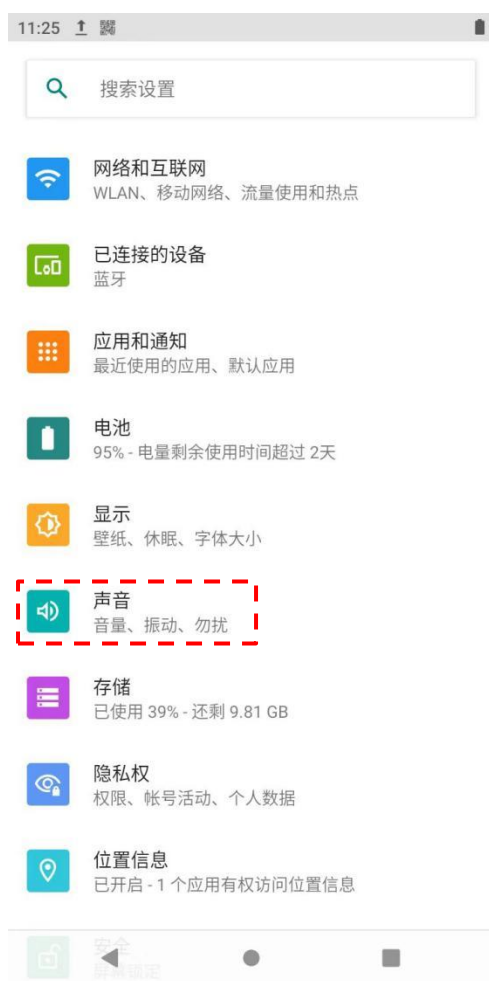 11:25
搜索设置
网络和互联网
WLAN、移动网络、流量使用和热点
已连接的设备
蓝牙
应用和通知
最近使用的应用、默认应用
电池
95% - 电量剩余使用时间超过 2天
显示
壁纸、休眠、字体大小
声音
音量、振动、勿扰
存储
已使用 39% - 还剩 9.81 GB
隐私权
权限、帐号活动、个人数据
位置信息
已开启 - 1 个应用有权访问位置信息
安全
屏幕锁定